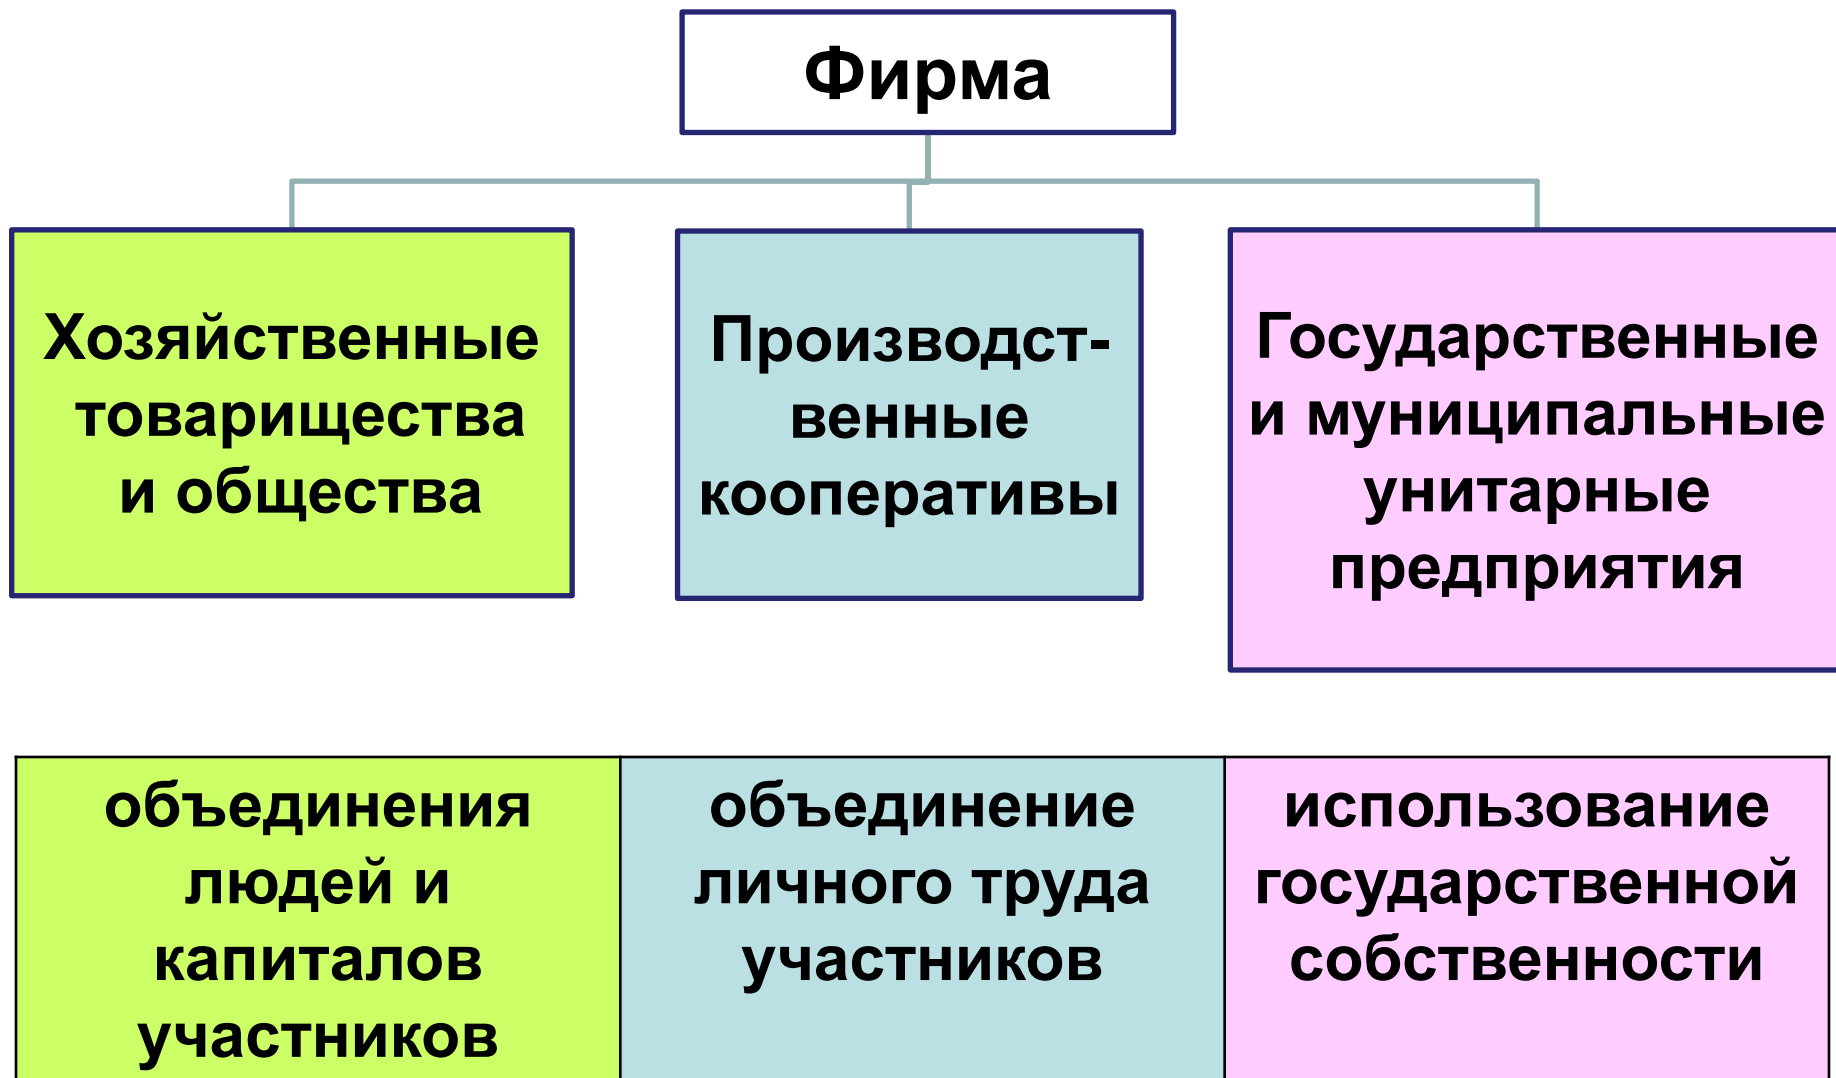 Фирма
Хозяйственные
товарищества
и общества
Производст-
венные
кооперативы
Государственные
и муниципальные
унитарные
предприятия
объединения
людей и
капиталов
участников
объединение
личного труда
участников
использование
государственной
собственности